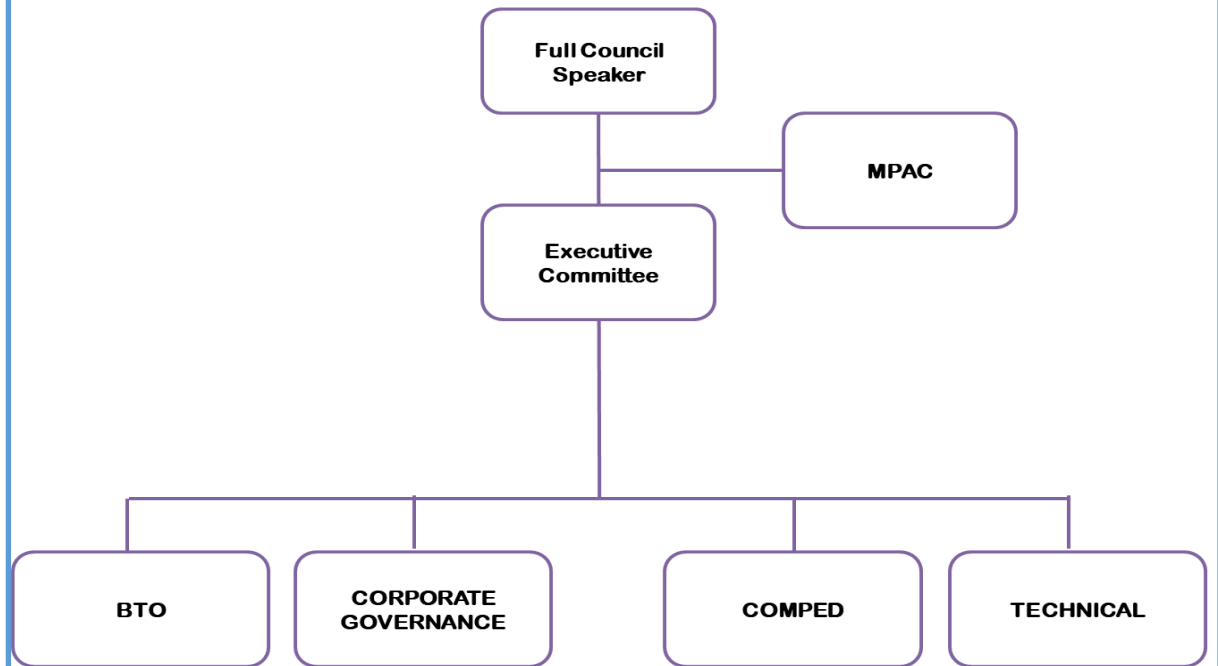 Full Council
Speaker
MPAC
Executive
Committee
BTO
CORPORATE
GOVERNANCE
COMPED
TECHNICAL